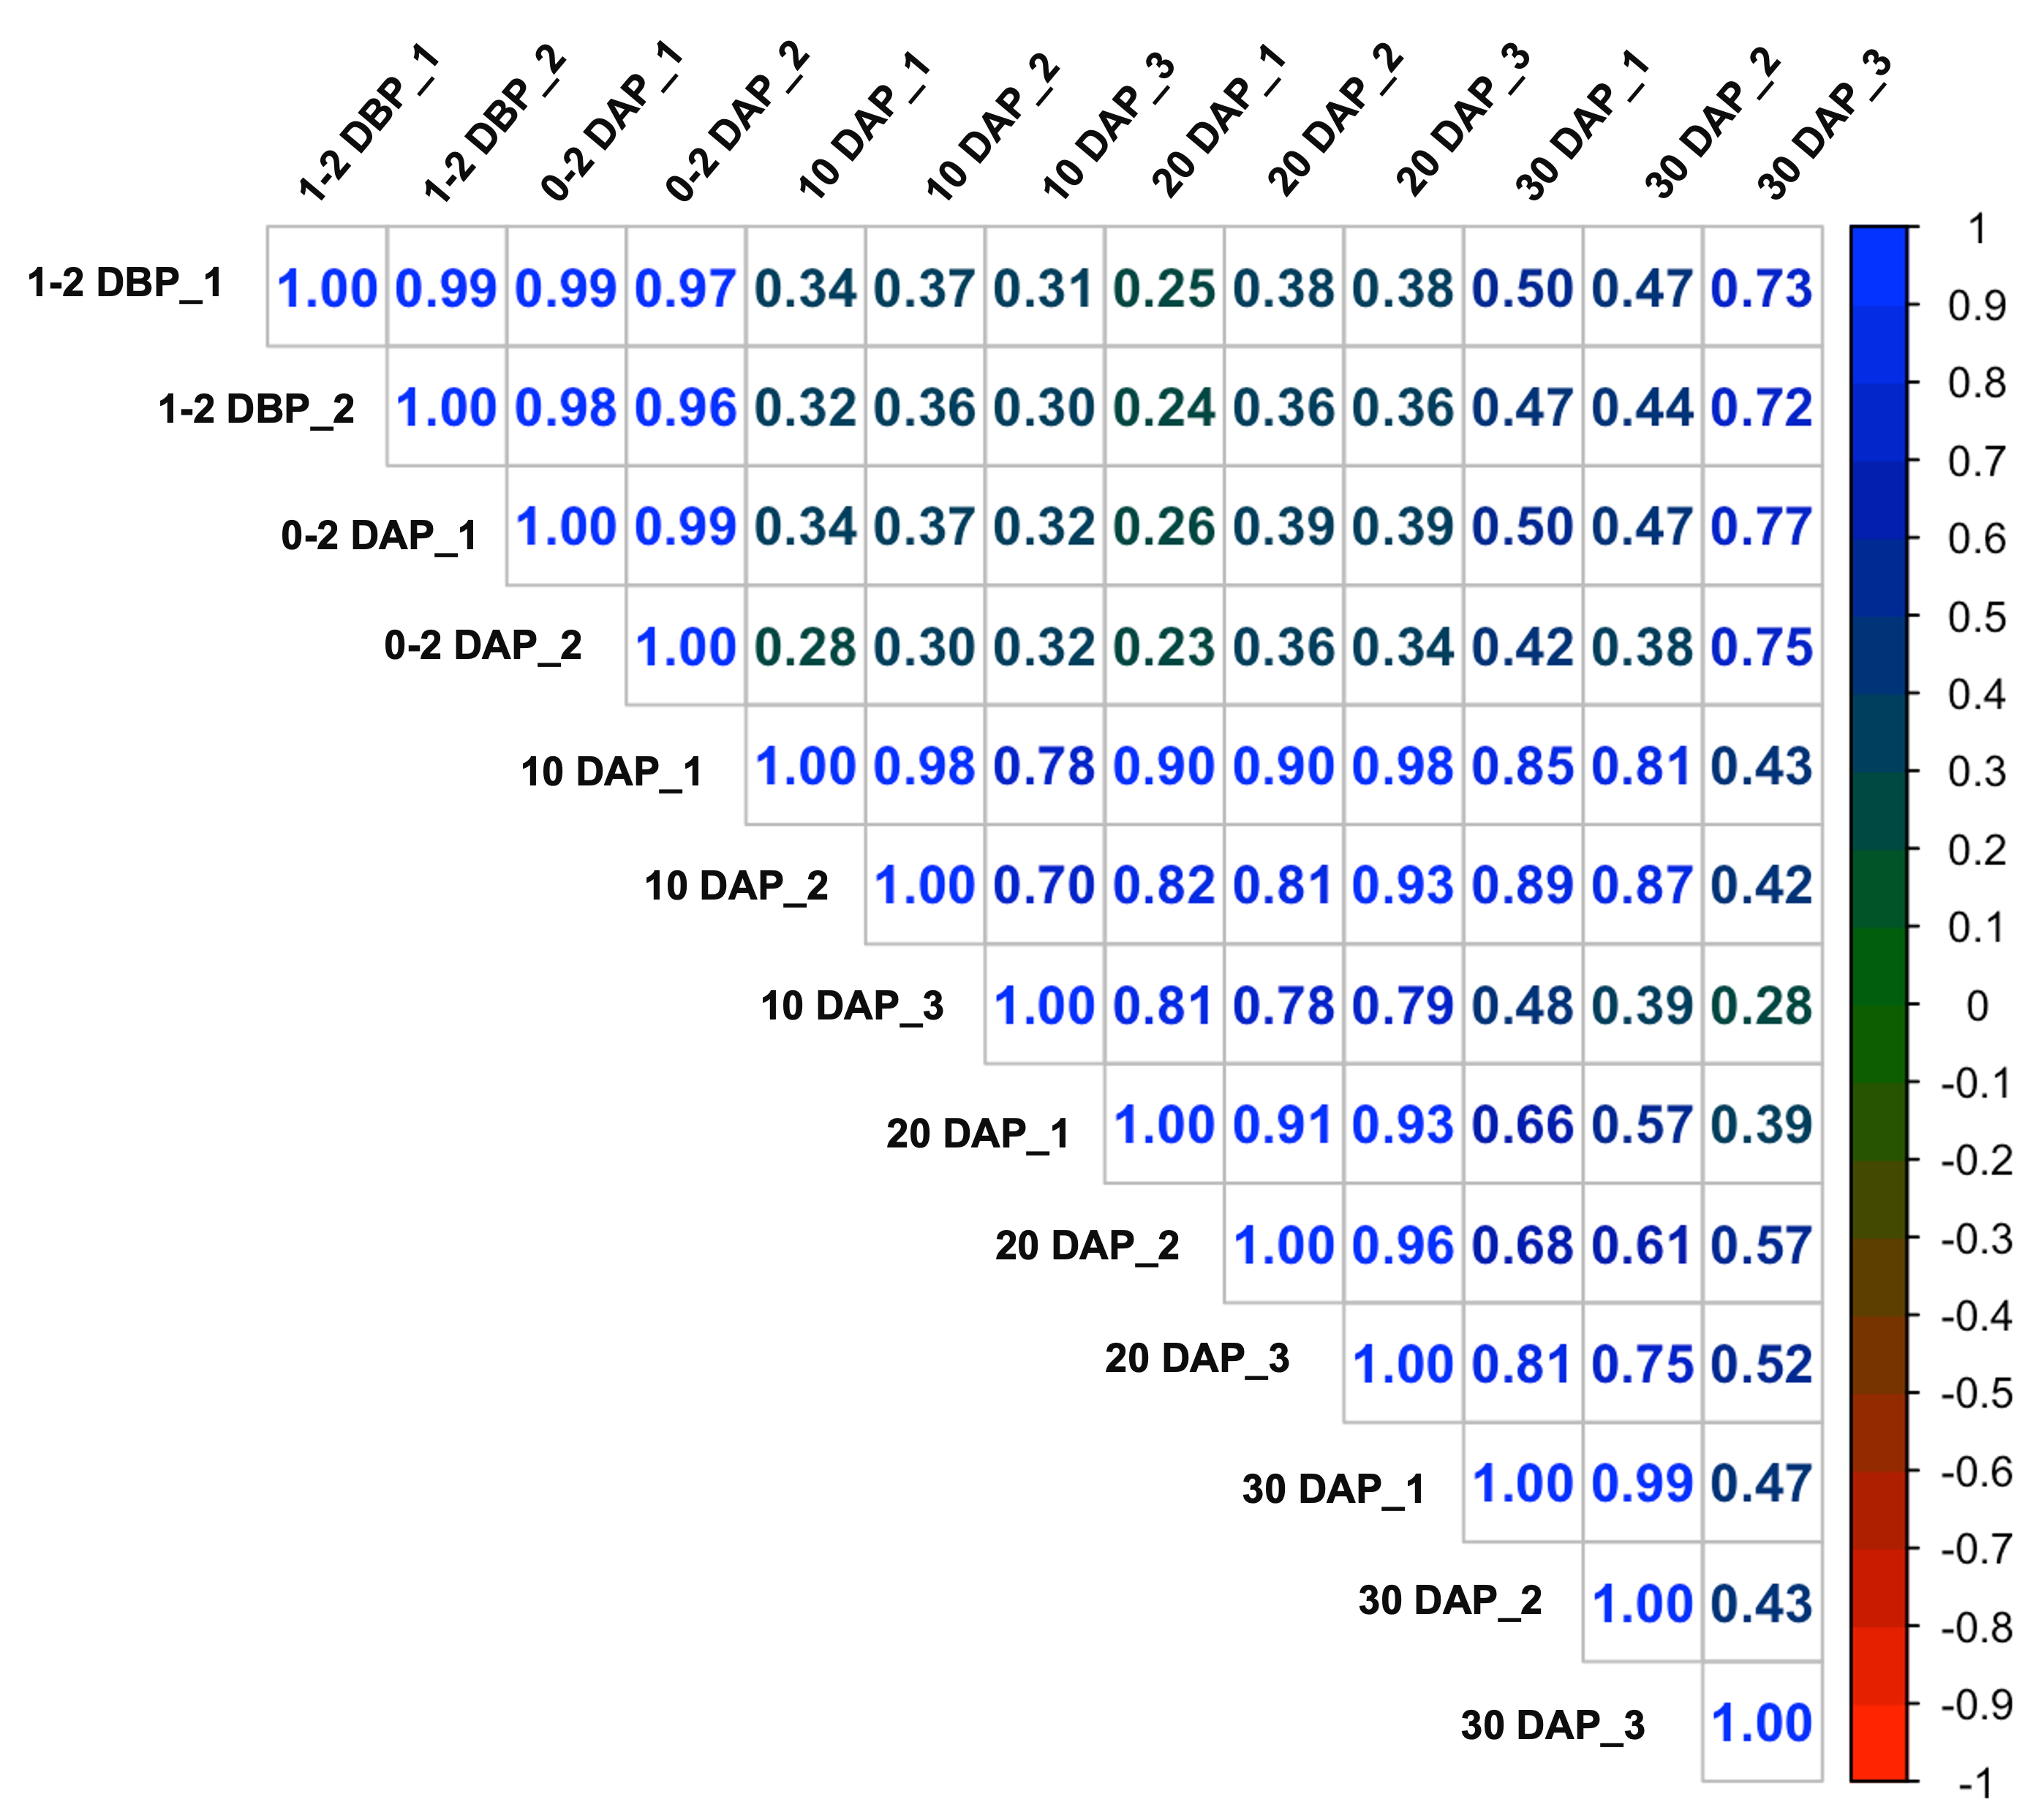 1-2 DBP_1 1-2 DBP_2 0-2 DAP_1 0-2 DAP_2 10 DAP_1 10 DAP_2 10 DAP_3 20 DAP_1 20 DAP_2 20 DAP_3 30 DAP_1 30 DAP_2 30 DAP_3
1-2 DBP_1 1.00 0.99 0.99 0.97 0.34 0.37 0.31 0.25 0.38 0.38 0.50 0.47 0.73
1-2 DBP_2 1.00 0.98 0.96 0.32 0.36 0.30 0.24 0.36 0.36 0.47 0.44 0.72
0-2 DAP_1 1.00 0.99 0.34 0.37 0.32 0.26 0.39 0.39 0.50 0.47 0.77
0-2 DAP_2 1.00 0.28 0.30 0.32 0.23 0.36 0.34 0.42 0.38 0.75
10 DAP_1 1.00 0.98 0.78 0.90 0.90 0.98 0.85 0.81 0.43
10 DAP_2 1.00 0.70 0.82 0.81 0.93 0.89 0.87 0.42
10 DAP_3 1.00 0.81 0.78 0.79 0.48 0.39 0.28
20 DAP_1 1.00 0.91 0.93 0.66 0.57 0.39
20 DAP_2 1.00 0.96 0.68 0.61 0.57
20 DAP_3 1.00 0.81 0.75 0.52
30 DAP_1 1.00 0.99 0.47
30 DAP_2 1.00 0.43
30 DAP_3 1.00
1
0.9
0.8
0.7
0.6
0.5
0.4
0.3
0.2
0.1
0
-0.1
-0.2
-0.3
-0.4
-0.5
-0.6
-0.7
-0.8
-0.9
-1